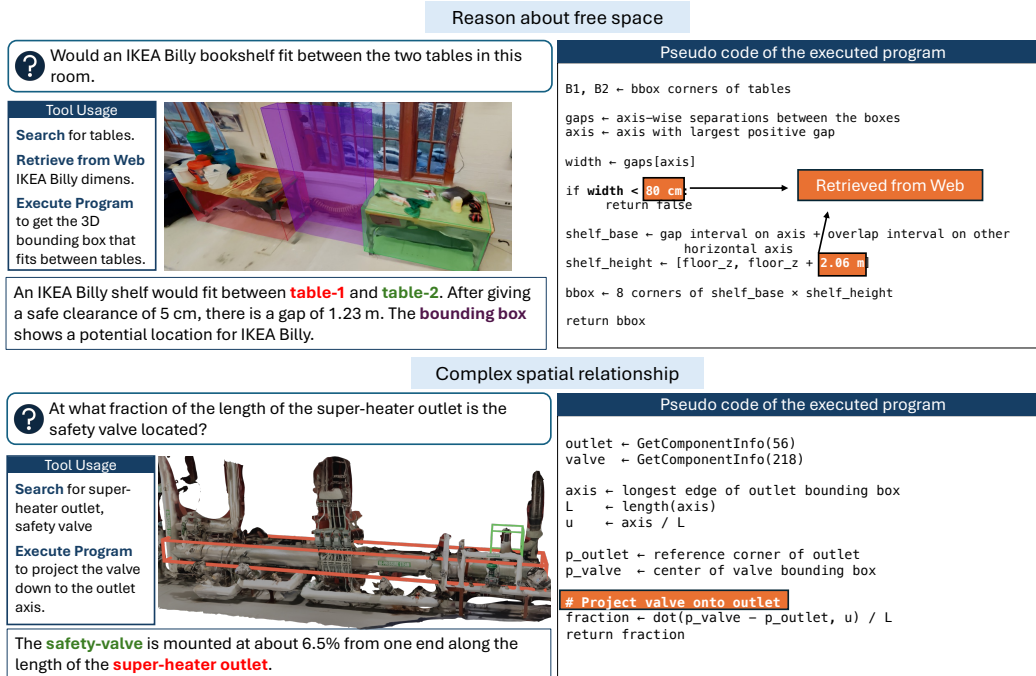 Reason about free space
Would an IKEA Billy bookshelf fit between the two tables in this
room.
Tool Usage
Search for tables.
Retrieve from Web
IKEA Billy dimens.
Execute Program
to get the 3D
bounding box that
fits between tables.
An IKEA Billy shelf would fit between table-1 and table-2. After giving
a safe clearance of 5 cm, there is a gap of 1.23 m. The bounding box
shows a potential location for IKEA Billy.
Pseudo code of the executed program
B1, B2 ← bbox corners of tables
gaps ← axis-wise separations between the boxes
axis ← axis with largest positive gap
width ← gaps[axis]
if width < 80 cm:
return false
Retrieved from Web
shelf_base ← gap interval on axis + overlap interval on other
horizontal axis
shelf_height ← [floor_z, floor_z + 2.06 m]
bbox ← 8 corners of shelf_base × shelf_height
return bbox
Complex spatial relationship
At what fraction of the length of the super-heater outlet is the
safety valve located?
Tool Usage
Search for super-
heater outlet,
safety valve
Execute Program
to project the valve
down to the outlet
axis.
The safety-valve is mounted at about 6.5% from one end along the
length of the super-heater outlet.
Pseudo code of the executed program
outlet ← GetComponentInfo(56)
valve ← GetComponentInfo(218)
axis ← longest edge of outlet bounding box
L ← length(axis)
u ← axis / L
p_outlet ← reference corner of outlet
p_valve ← center of valve bounding box
# Project valve onto outlet
fraction ← dot(p_valve − p_outlet, u) / L
return fraction